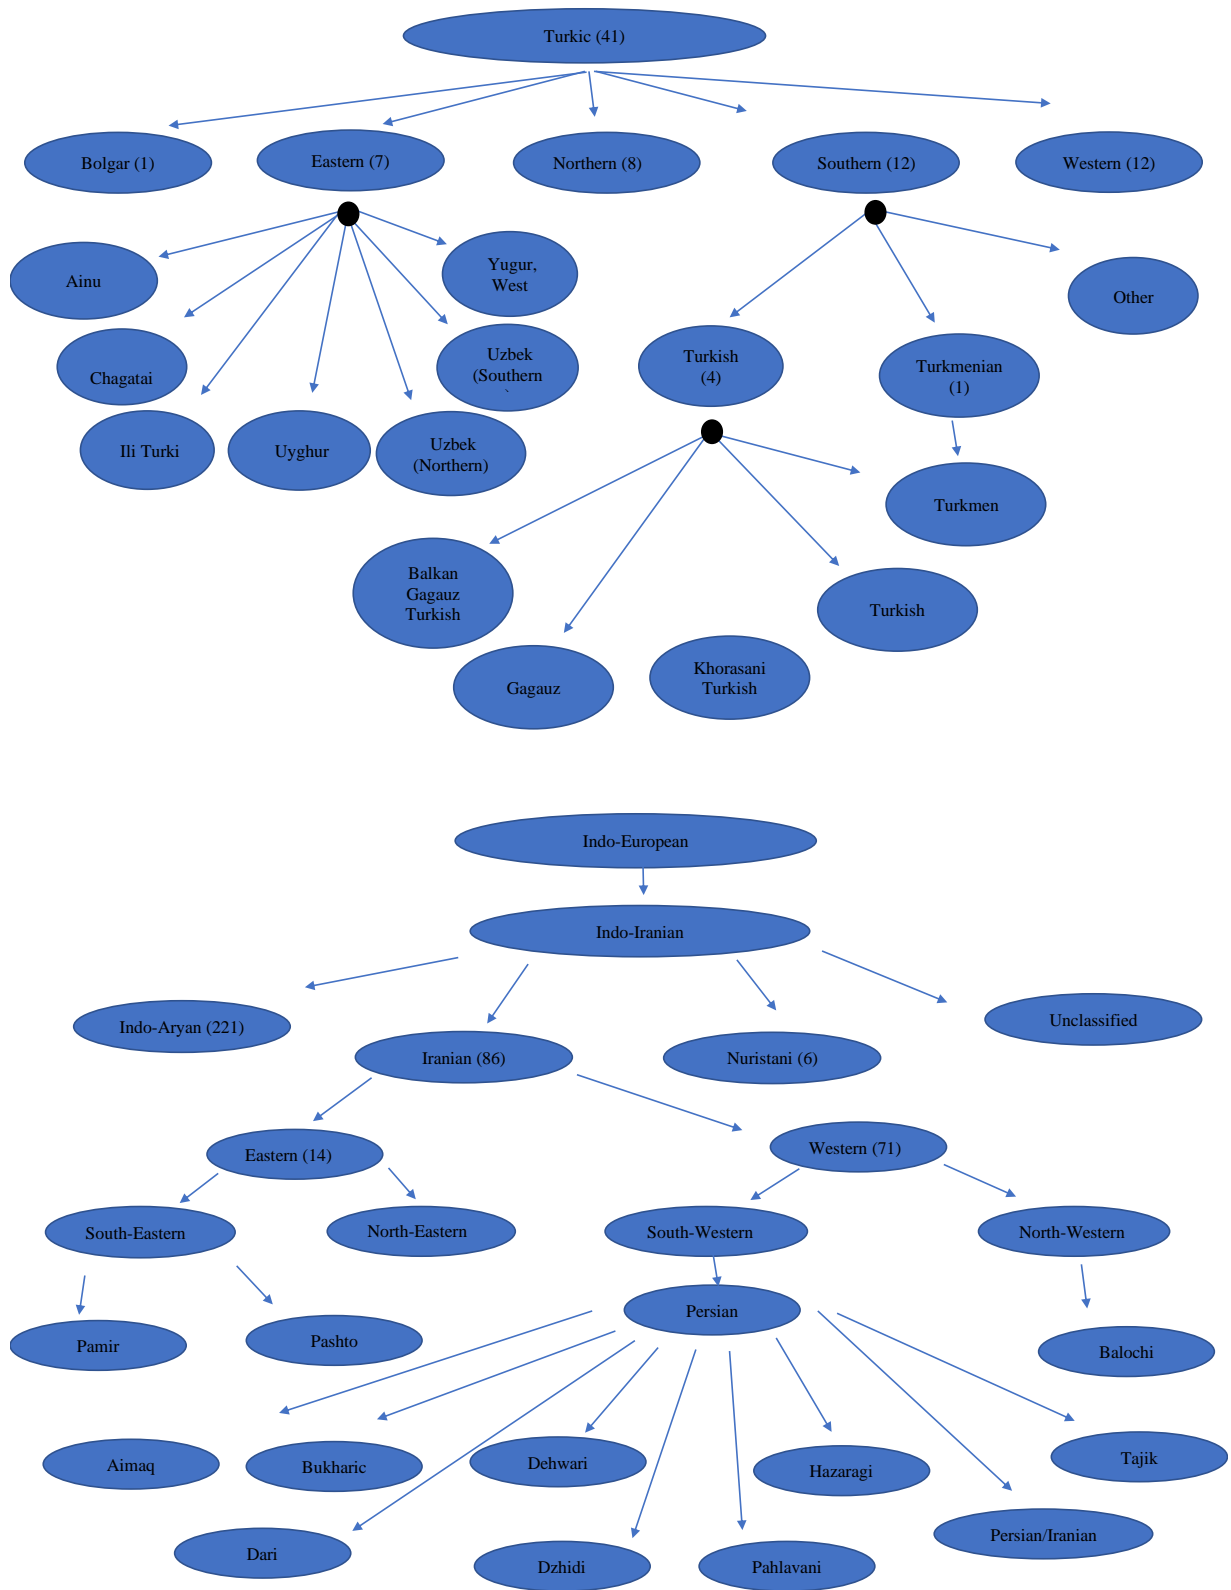 Turkic (41)
Bolgar (1)
Eastern (7)
Northern (8)
Southern (12)
Western (12)
Ainu
Yugur,
West
Other
Chagatai
Uzbek
(Southern
)
Turkish
(4)
Turkmenian
(1)
Ili Turki
Uyghur
Uzbek
(Northern)
Turkmen
Balkan
Gagauz
Turkish
Turkish
Gagauz
Khorasani
Turkish
Indo-European
Indo-Iranian
Indo-Aryan (221)
Iranian (86)
Nuristani (6)
Unclassified
Eastern (14)
Western (71)
South-Eastern
North-Eastern
South-Western
North-Western
Pamir
Pashto
Persian
Balochi
Aimaq
Bukharic
Dehwari
Hazaragi
Tajik
Dari
Dzhidi
Pahlavani
Persian/Iranian